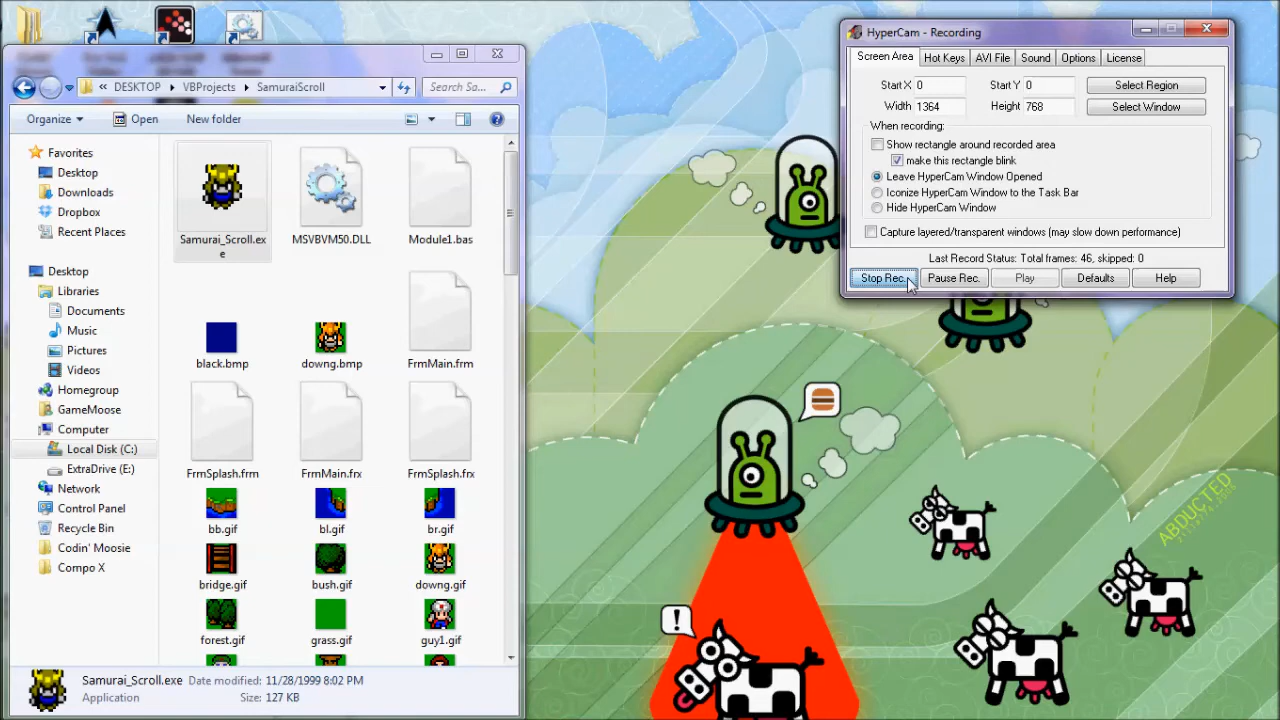 DESKTOP
VBProjects
SamuraiScroll
Search Sa...
Organize
Open
New folder
Favorites
Desktop
Downloads
Dropbox
Recent Places
Desktop
Libraries
Documents
Music
Pictures
Videos
Homegroup
GameMoose
Computer
Local Disk (C:)
ExtraDrive (E:)
Network
Control Panel
Recycle Bin
Codin' Moosie
Compo X
Samurai_Scroll.ex
e
MSVBVM50.DLL
Module1.bas
black.bmp
downg.bmp
FrmMain.frm
FrmSplash.frm
FrmMain.frx
FrmSplash.frx
bb.gif
bl.gif
br.gif
bridge.gif
bush.gif
downg.gif
forest.gif
grass.gif
guy1.gif
Samurai_Scroll.exe Date modified: 11/28/1999 8:02 PM
Application Size: 127 KB
HyperCam - Recording
Screen Area Hot Keys AVI File Sound Options License
Start X 0 Start Y 0 Select Region
Width 1364 Height 768 Select Window
When recording:
Show rectangle around recorded area
make this rectangle blink
Leave HyperCam Window Opened
Iconize HyperCam Window to the Task Bar
Hide HyperCam Window
Capture layered/transparent windows (may slow down performance)
Last Record Status: Total frames: 46, skipped: 0
Stop Rec. Pause Rec. Play Defaults Help
!
ABDUCTED